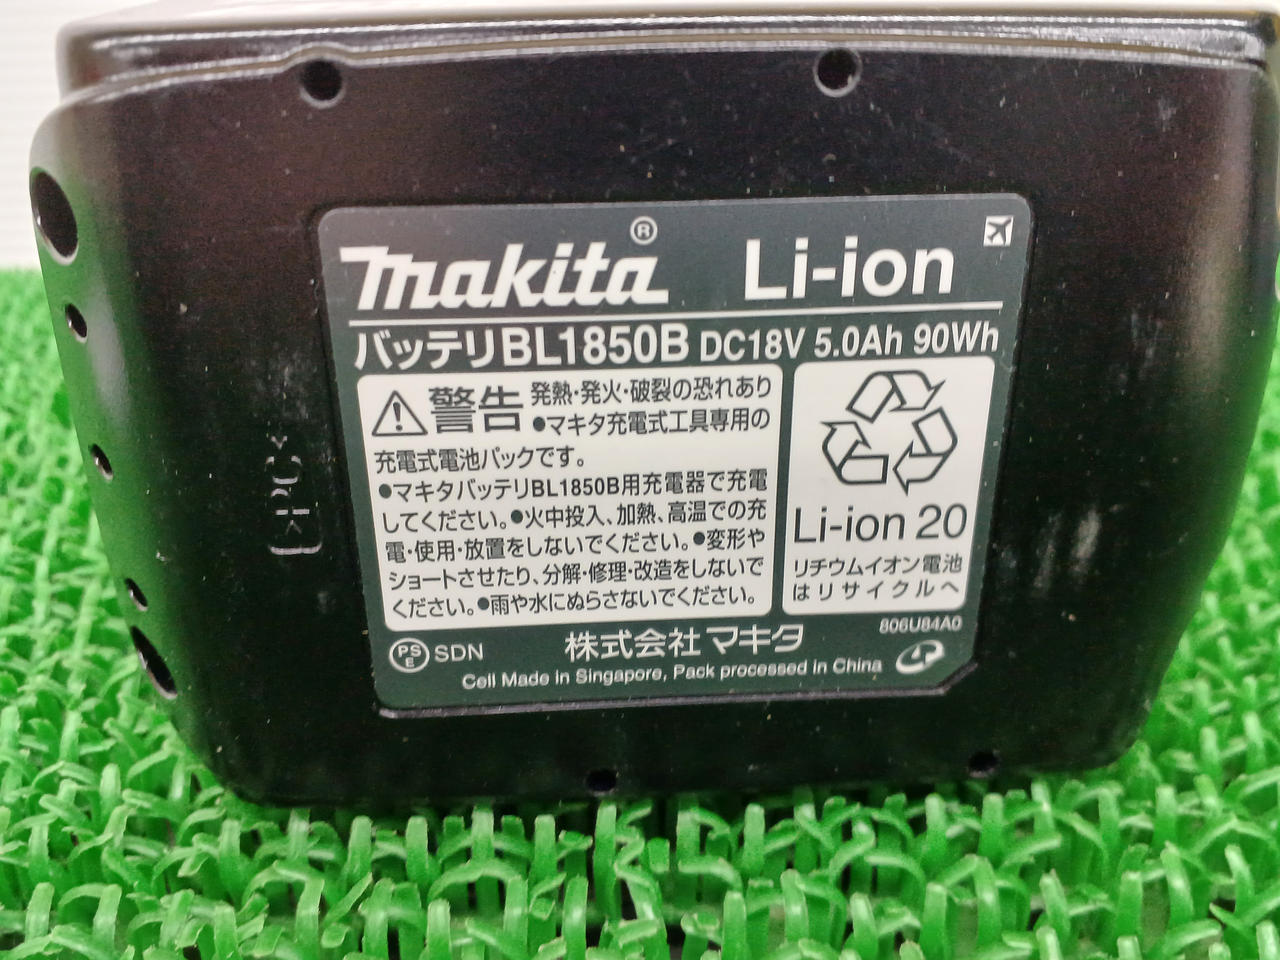 makita® Li-ion
バッテリBL1850B DC18V 5.0Ah 90Wh
警告 発熱・発火・破裂の恐れあり
●マキタ充電式工具専用の
充電式電池パックです。
●マキタバッテリBL1850B用充電器で充電
してください。●火中投入、加熱、高温での充
電・使用・放置をしないでください。●変形や
ショートさせたり、分解・修理・改造をしないで
ください。●雨や水にぬらさないでください。
Li-ion 20
リチウムイオン電池
はリサイクルへ
806U84A0
PSE SDN 株式会社マキタ
Cell Made in Singapore, Pack processed in China
>PC<